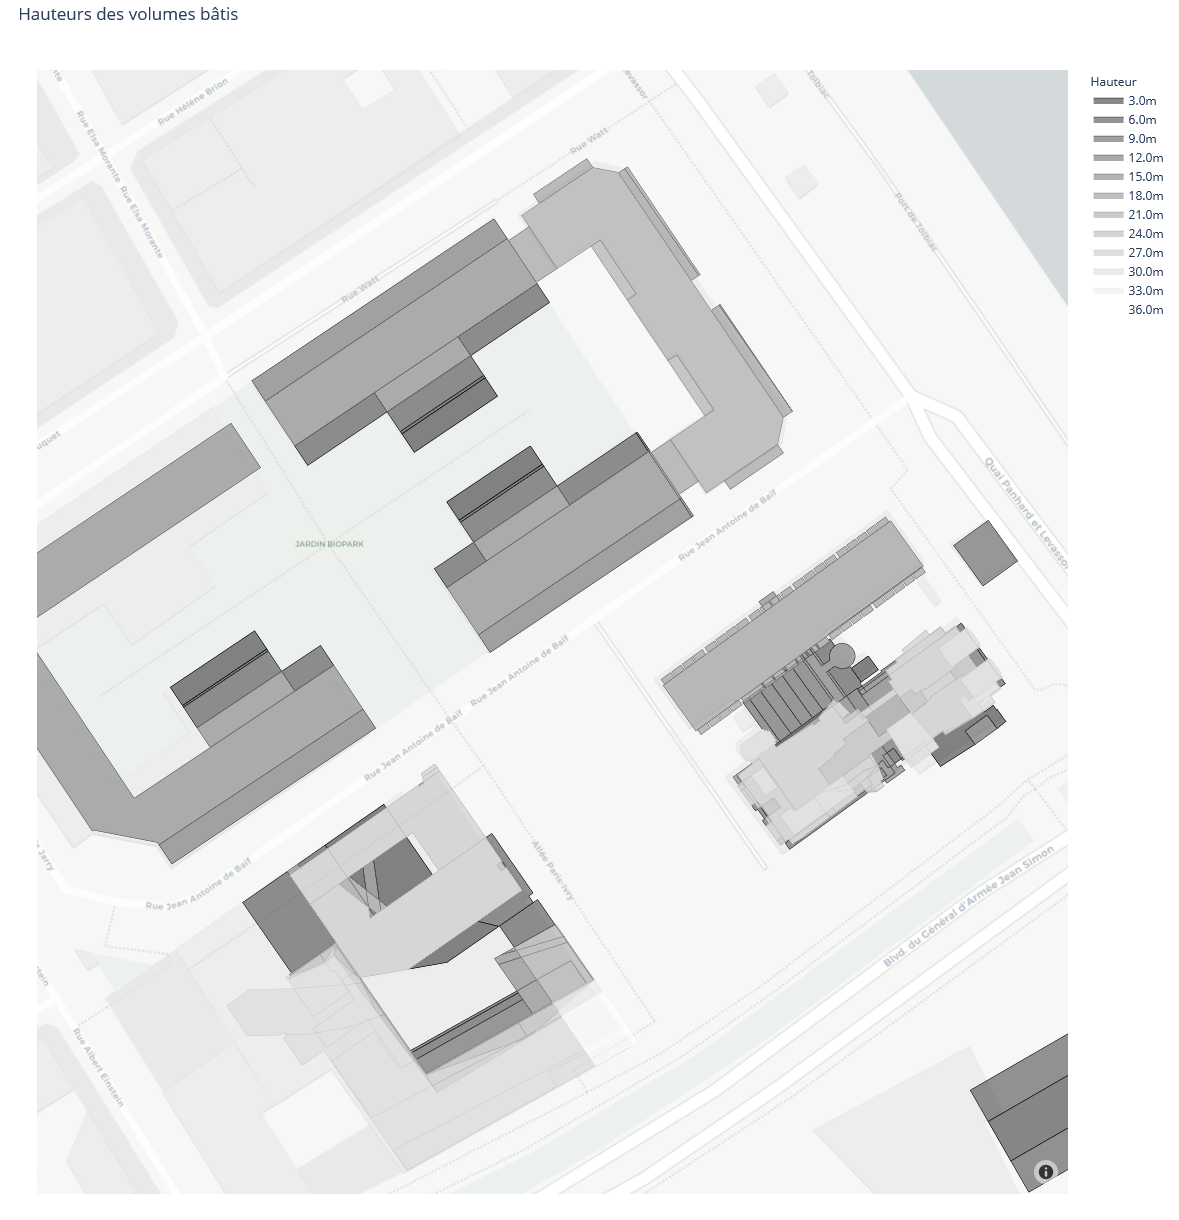 Hauteurs des volumes bâtis
Hauteur
3.0m
6.0m
9.0m
12.0m
15.0m
18.0m
21.0m
24.0m
27.0m
30.0m
33.0m
36.0m
Rue Hélène Brion
Rue Elsa Morante
Rue Elsa Morante
Levassor
Tolbiac
Rue Watt
Port de Tolbiac
Rue Watt
uquet
Quai Panhard et Levassor
JARDIN BIOPARK
Rue Jean Antoine de Baïf
Rue Jean Antoine de Baïf
Rue Jean Antoine de Baïf
Rue Jean Antoine de Baïf
Jarry
Allée Paris-Ivry
Blvd. du Général d'Armée Jean Simon
stein
Rue Albert Einstein